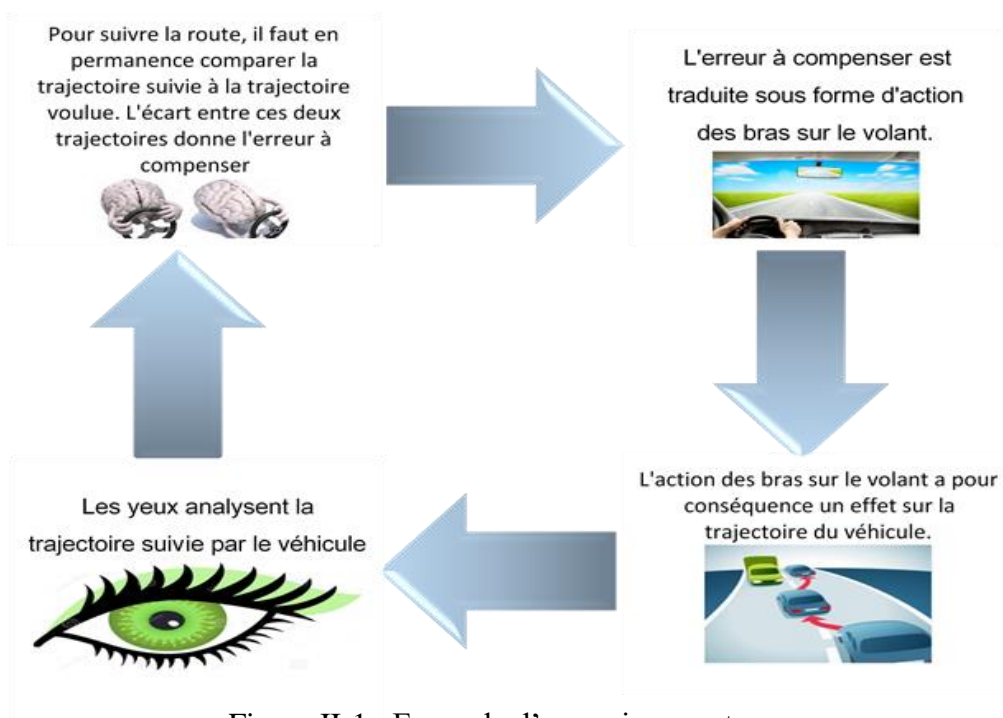 Pour suivre la route, il faut en
permanence comparer la
trajectoire suivie à la trajectoire
voulue. L'écart entre ces deux
trajectoires donne l'erreur à
compenser
L'erreur à compenser est
traduite sous forme d'action
des bras sur le volant.
L'action des bras sur le volant a pour
conséquence un effet sur la
trajectoire du véhicule.
Les yeux analysent la
trajectoire suivie par le véhicule